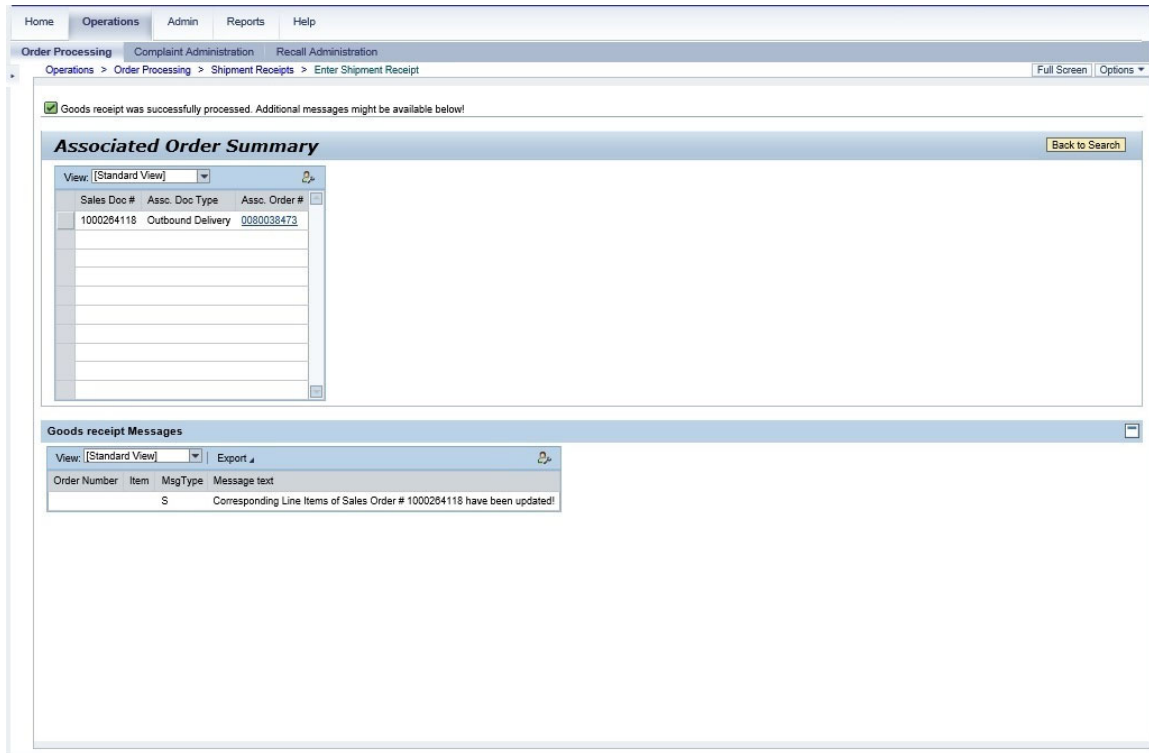 Home Operations Admin Reports Help
Order Processing Complaint Administration Recall Administration
Operations > Order Processing > Shipment Receipts > Enter Shipment Receipt Full Screen Options
Goods receipt was successfully processed. Additional messages might be available below!
Associated Order Summary Back to Search
View: [Standard View]
Sales Doc # Assc. Doc Type Assc. Order #
1000264118 Outbound Delivery 0080038473
Goods receipt Messages
View: [Standard View] Export
Order Number Item MsgType Message text
S Corresponding Line Items of Sales Order # 1000264118 have been updated!